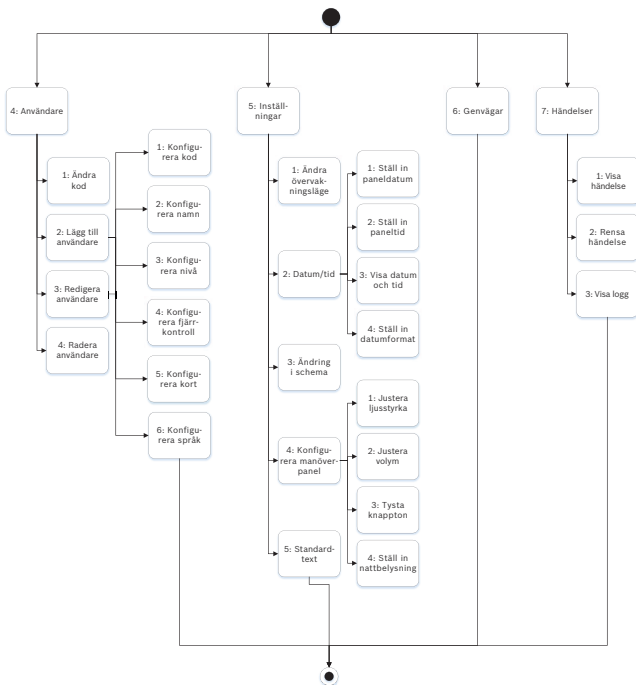 4: Användare
1: Ändra
kod
2: Lägg till
användare
3: Redigera
användare
4: Radera
användare
1: Konfigu-
rera kod
2: Konfigu-
rera namn
3: Konfigu-
rera nivå
4: Konfigu-
rera fjärr-
kontroll
5: Konfigu-
rera kort
6: Konfigu-
rera språk
5: Inställ-
ningar
1: Ändra
övervak-
ningsläge
2: Datum/tid
3: Ändring
i schema
4: Konfigu-
rera manöver-
panel
5: Standard-
text
1: Ställ in
paneldatum
2: Ställ in
paneltid
3: Visa datum
och tid
4: Ställ in
datumformat
1: Justera
ljusstyrka
2: Justera
volym
3: Tysta
knappton
4: Ställ in
nattbelysning
6: Genvägar
7: Händelser
1: Visa
händelse
2: Rensa
händelse
3: Visa logg